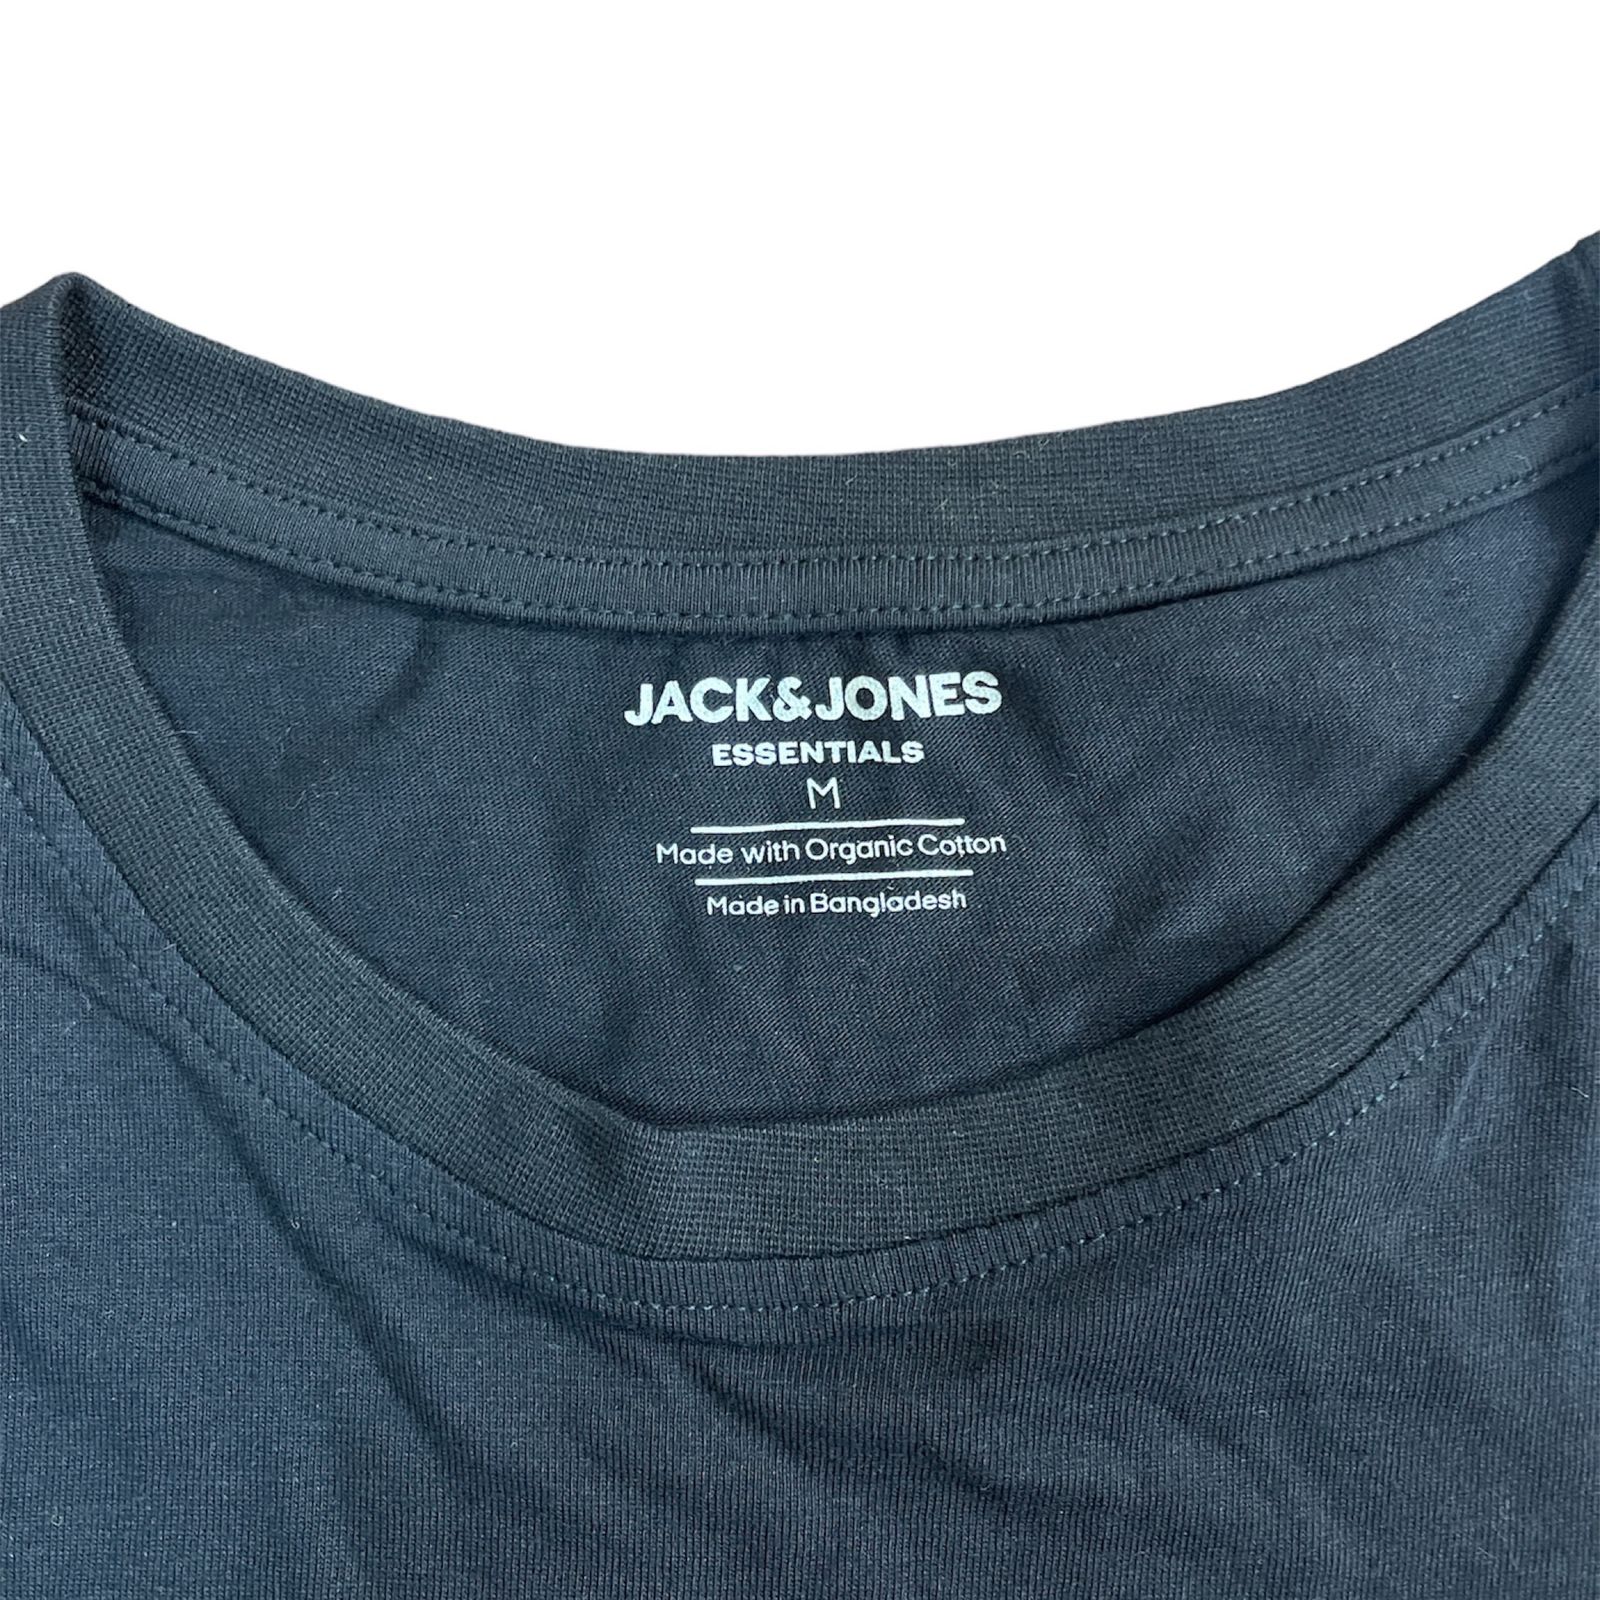 JACK&JONES
ESSENTIALS
M
Made with Organic Cotton
Made in Bangladesh